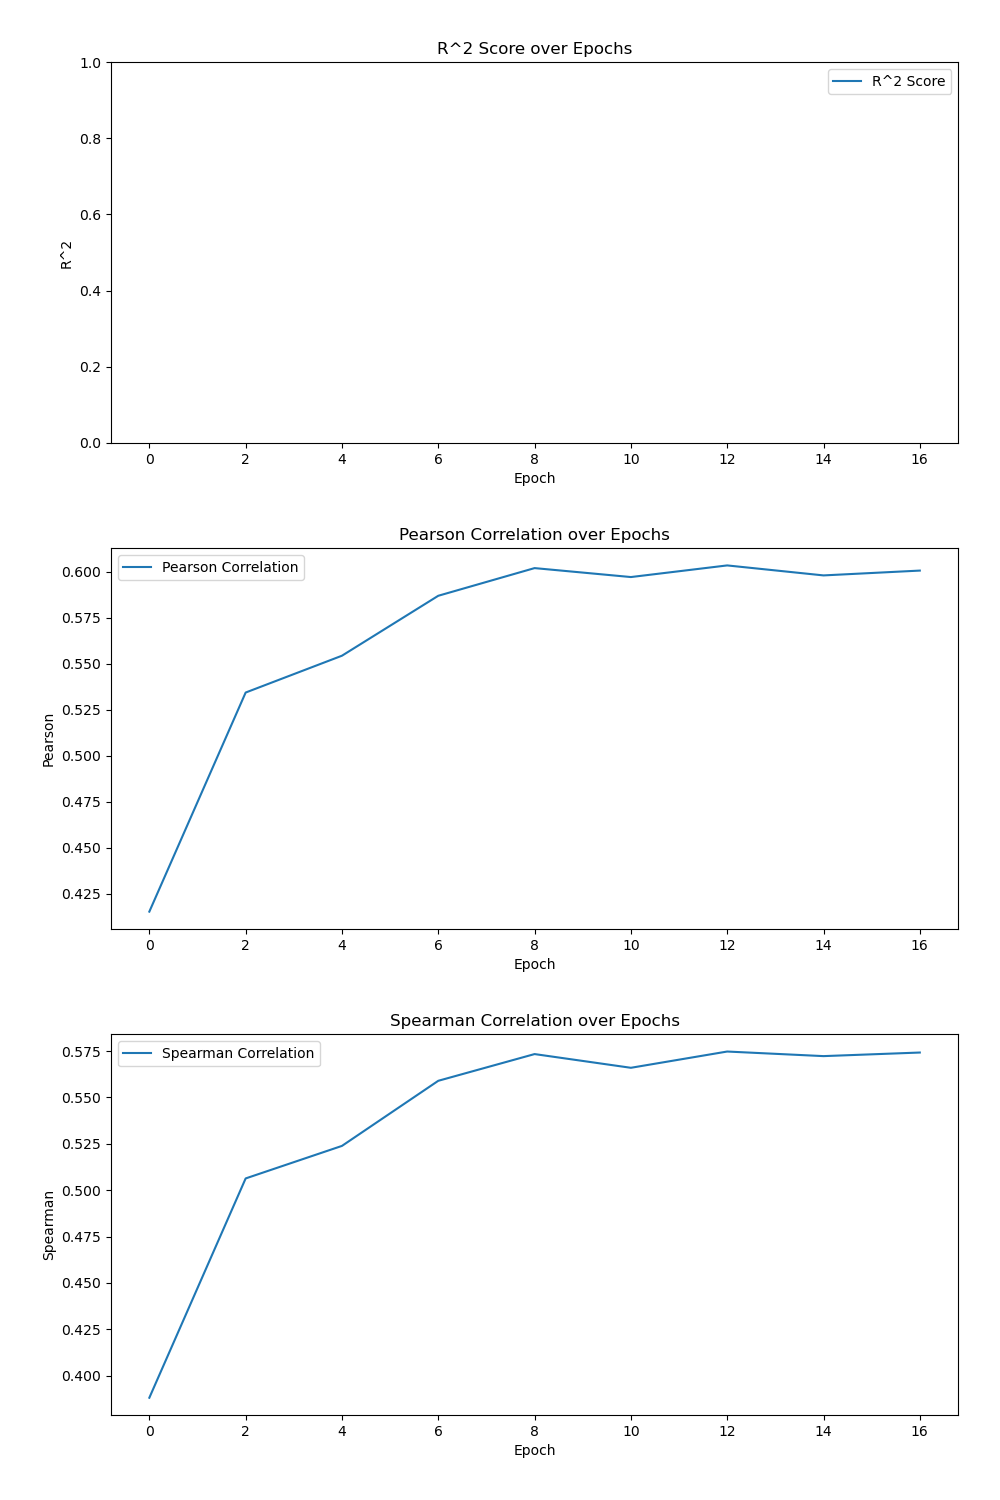 R^2 Score over Epochs
R^2 Score
1.0
0.8
0.6
0.4
0.2
0.0
R^2
0 2 4 6 8 10 12 14 16
Epoch
Pearson Correlation over Epochs
Pearson Correlation
0.600
0.575
0.550
0.525
0.500
0.475
0.450
0.425
Pearson
0 2 4 6 8 10 12 14 16
Epoch
Spearman Correlation over Epochs
Spearman Correlation
0.575
0.550
0.525
0.500
0.475
0.450
0.425
0.400
Spearman
0 2 4 6 8 10 12 14 16
Epoch